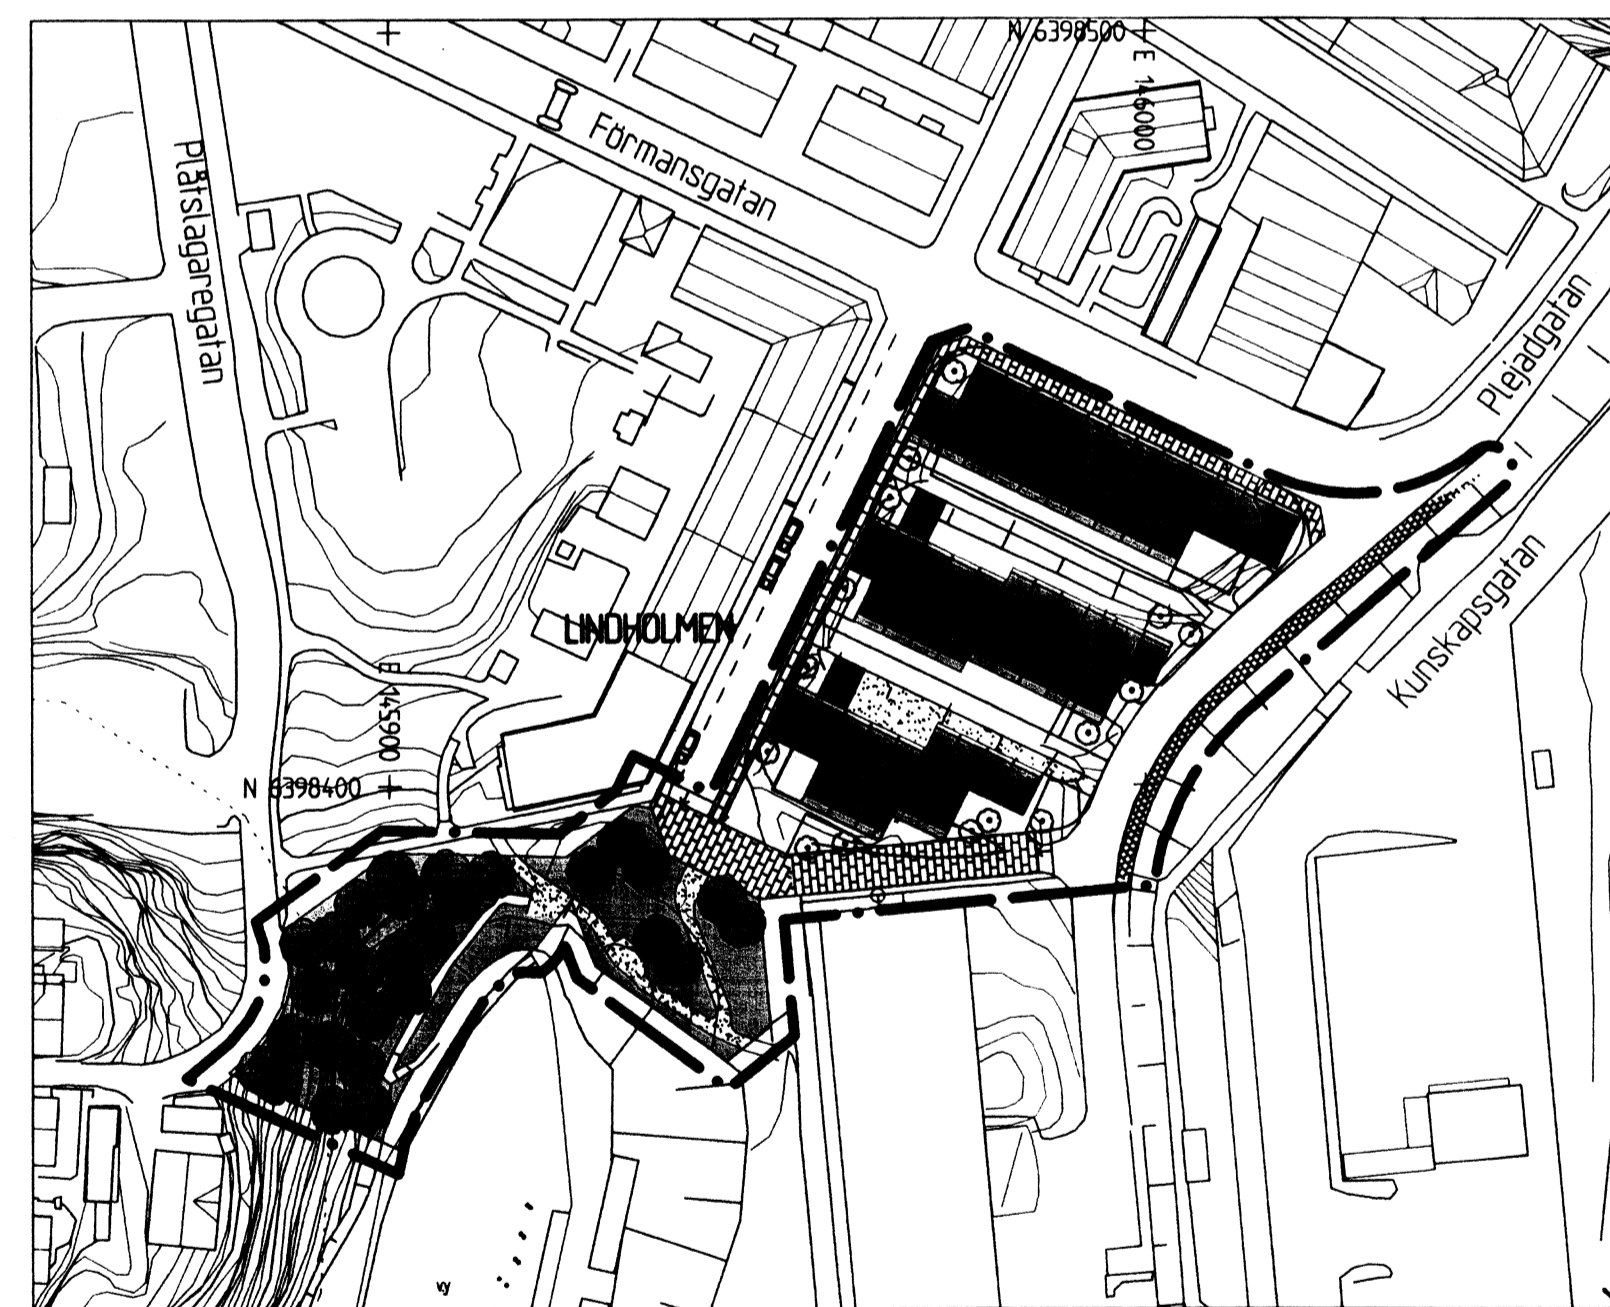 N 6398500
E 146000
Förmansgatan
Plåtslagaregatan
Plejadgatan
Kunskapsgatan
LINDHOLMEN
E 145900
N 6398400